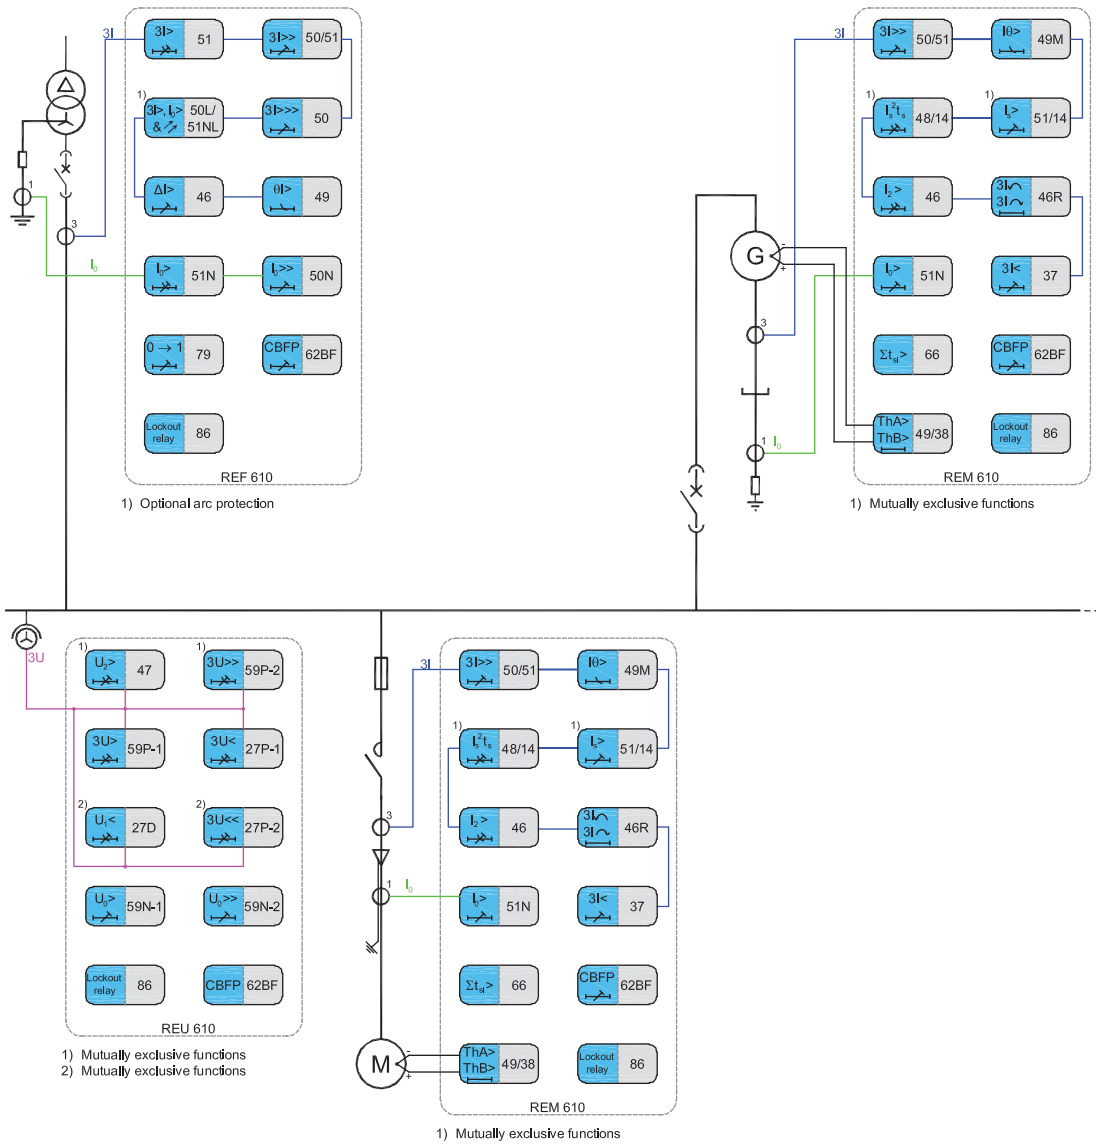 3I
3I>
51
3I>>
50/51
1)
3I>, I0>
&
50L/
51NL
3I>>>
50
ΔI>
46
θI>
49
1
3
I0
I0>
51N
I0>>
50N
0 → 1
79
CBFP
62BF
Lockout
relay
86
REF 610
1) Optional arc protection
3I
3I>>
50/51
Iθ>
49M
1)
Is²ts
48/14
1)
Is>
51/14
I2>
46
3I
3I
46R
G
-
+
I0>
51N
3I<
37
3
Σtsi>
66
CBFP
62BF
1
I0
ThA>
ThB>
49/38
Lockout
relay
86
REM 610
1) Mutually exclusive functions
3U
1)
U2>
47
1)
3U>>
59P-2
3U>
59P-1
3U<
27P-1
2)
U1<
27D
2)
3U<<
27P-2
U0>
59N-1
U0>>
59N-2
Lockout
relay
86
CBFP
62BF
REU 610
1) Mutually exclusive functions
2) Mutually exclusive functions
3I
3I>>
50/51
Iθ>
49M
1)
Is²ts
48/14
1)
Is>
51/14
3
I2>
46
3I
3I
46R
1
I0
I0>
51N
3I<
37
Σtsi>
66
CBFP
62BF
M
-
+
ThA>
ThB>
49/38
Lockout
relay
86
REM 610
1) Mutually exclusive functions